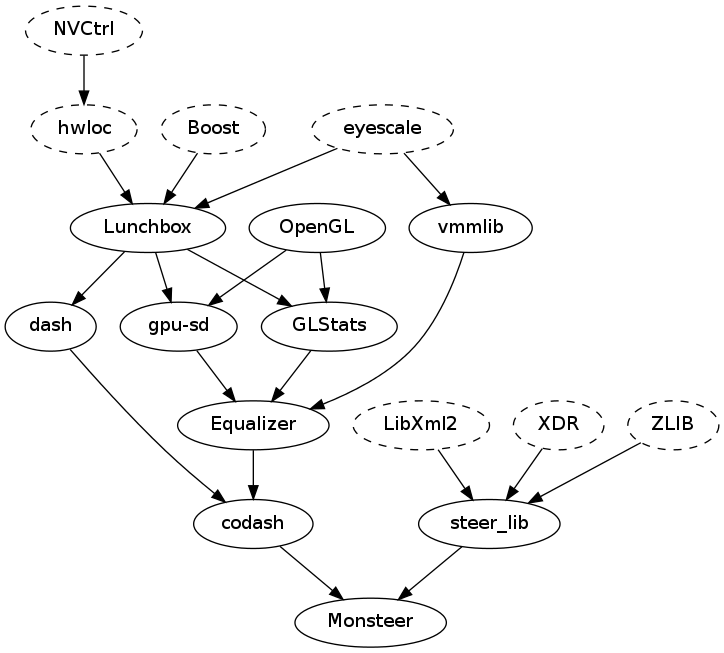 NVCtrl
hwloc
Boost
eyescale
Lunchbox
OpenGL
vmmlib
dash
gpu-sd
GLStats
Equalizer
LibXml2
XDR
ZLIB
codash
steer_lib
Monsteer